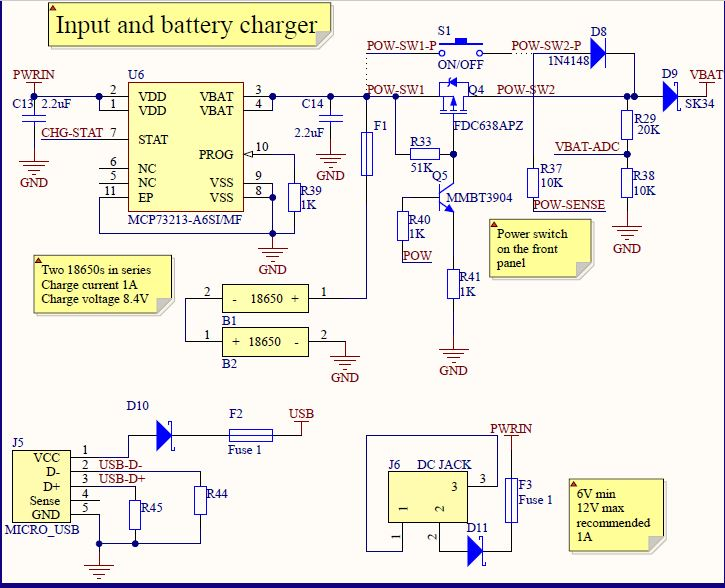 Input and battery charger
S1
D8
POW-SW1-P
POW-SW2-P
ON/OFF
1N4148
D9
VBAT
PWRIN
U6
C13
2.2uF
2
VDD
VBAT
3
1
VDD
VBAT
4
C14
2.2uF
POW-SW1
Q4
POW-SW2
SK34
FDC638APZ
R29
20K
CHG-STAT
7
STAT
F1
R33
51K
VBAT-ADC
PROG
10
GND
6
NC
5
NC
VSS
9
11
EP
VSS
8
GND
R39
1K
Q5
MMBT3904
R37
10K
R38
10K
POW-SENSE
MCP73213-A6SI/MF
R40
1K
POW
Power switch
on the front
panel
GND
GND
Two 18650s in series
Charge current 1A
Charge voltage 8.4V
R41
1K
2
- 18650 +
1
B1
1
+ 18650 -
2
B2
GND
GND
D10
F2
Fuse 1
USB
J5
VCC
1
D-
2
USB-D-
D+
3
USB-D+
Sense
4
GND
5
MICRO_USB
R45
R44
PWRIN
J6
DC JACK
3
3
1
2
1
2
F3
Fuse 1
D11
6V min
12V max
recommended
1A